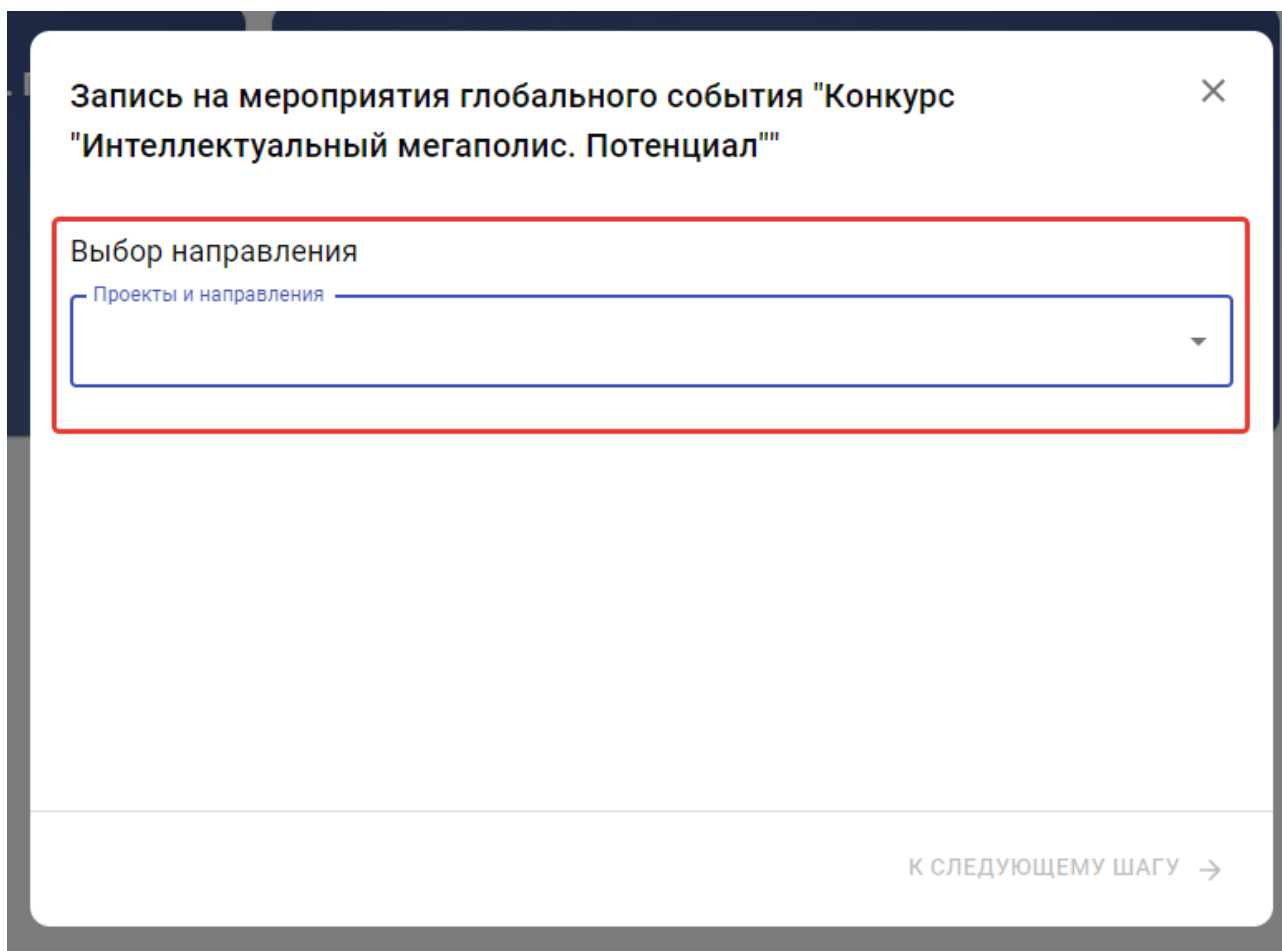 Запись на мероприятия глобального события "Конкурс
"Интеллектуальный мегаполис. Потенциал""
Выбор направления
Проекты и направления
К СЛЕДУЮЩЕМУ ШАГУ